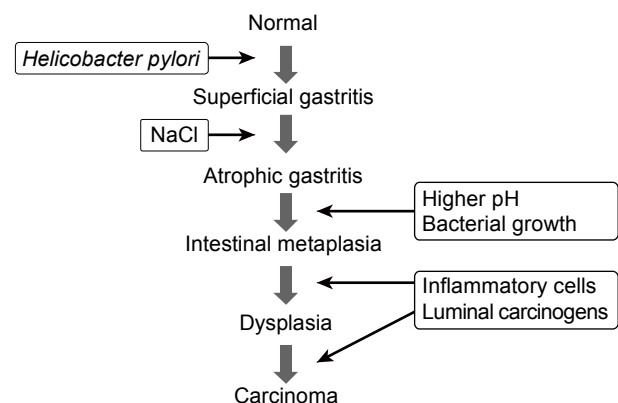 Normal
Helicobacter pylori
Superficial gastritis
NaCl
Atrophic gastritis
Higher pH
Bacterial growth
Intestinal metaplasia
Inflammatory cells
Luminal carcinogens
Dysplasia
Carcinoma